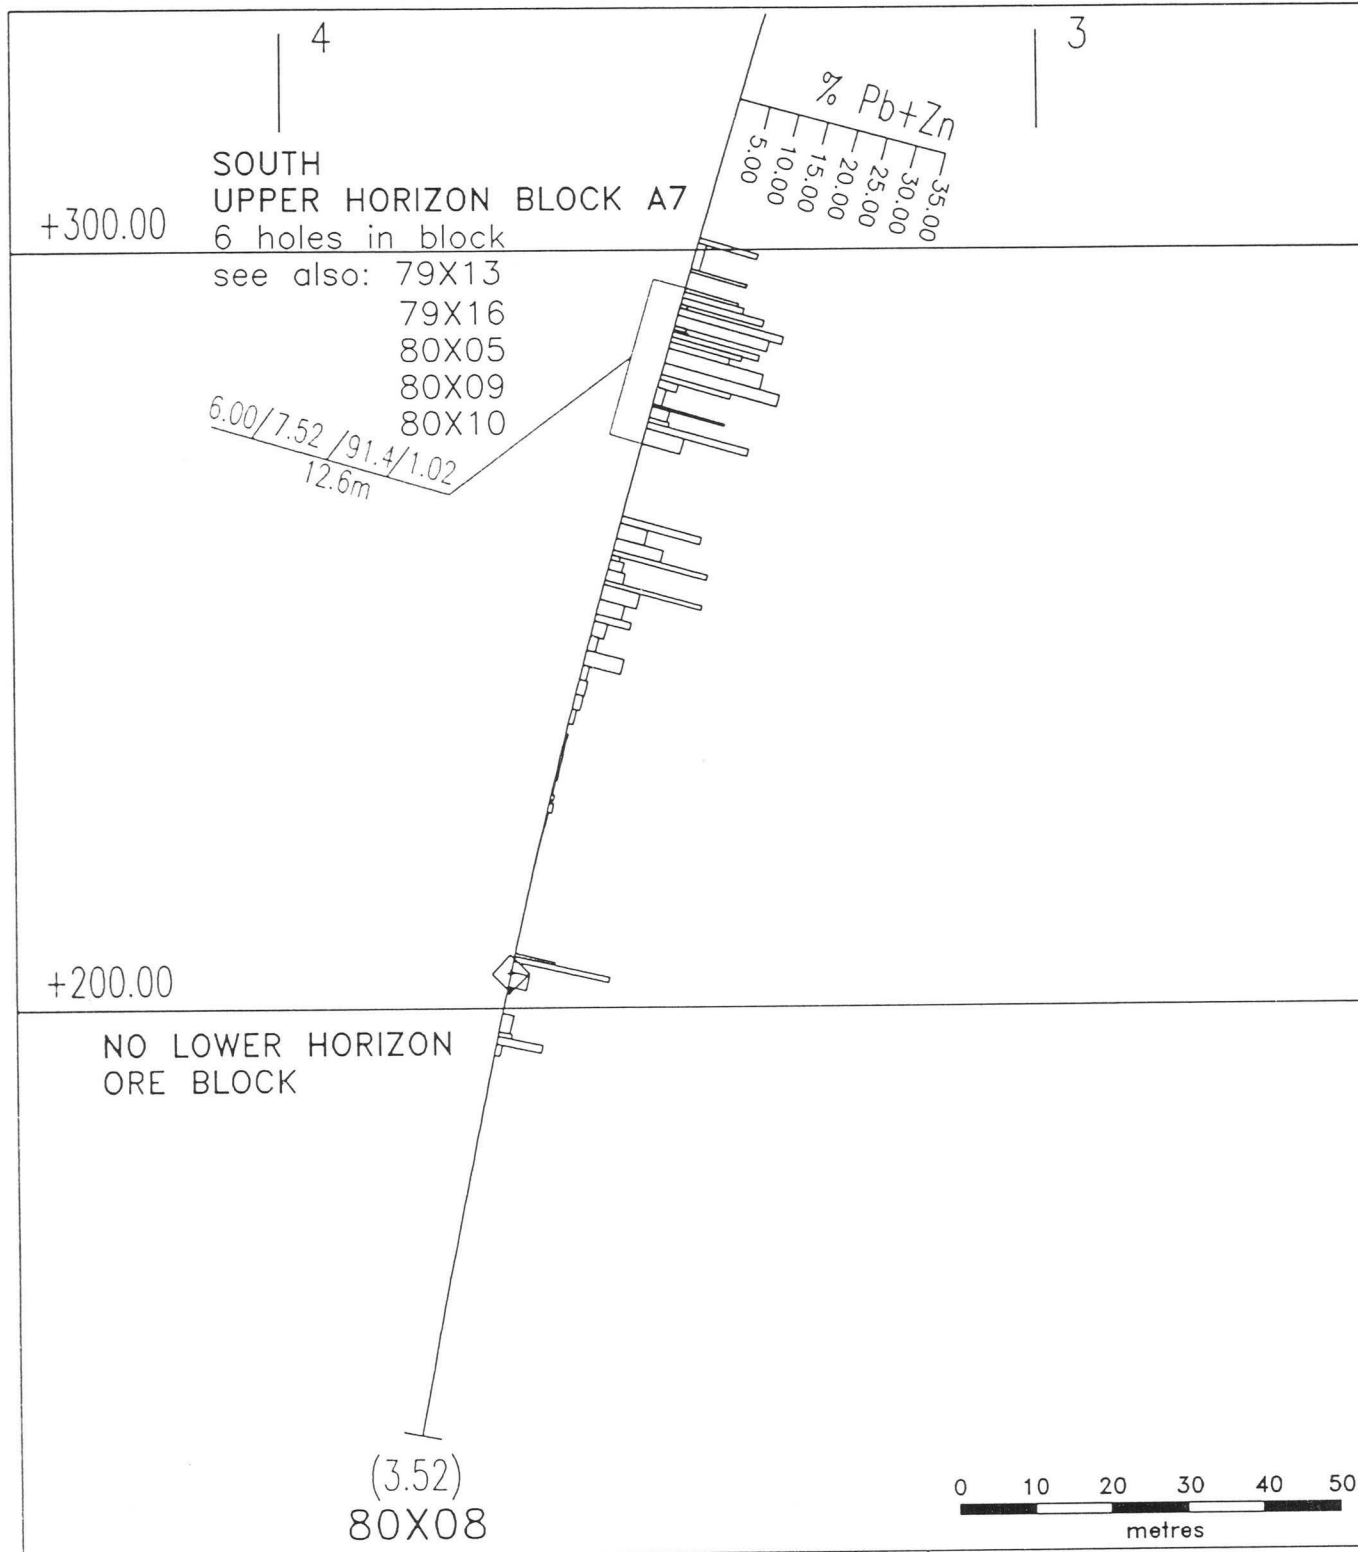 4
3
% Pb+Zn
5.00
10.00
15.00
20.00
25.00
30.00
35.00
SOUTH
UPPER HORIZON BLOCK A7
+300.00
6 holes in block
see also: 79X13
79X16
80X05
80X09
80X10
6.00/7.52 /91.4/1.02
12.6m
+200.00
NO LOWER HORIZON
ORE BLOCK
(3.52)
80X08
0 10 20 30 40 50
metres